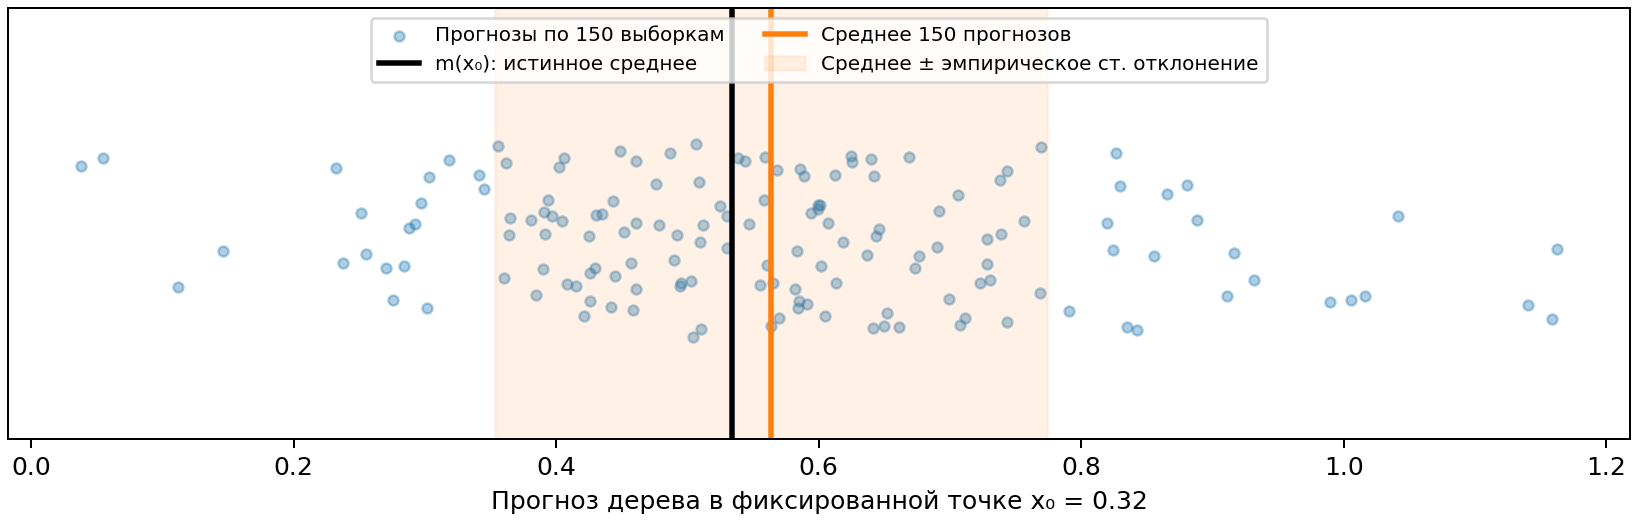 Прогнозы по 150 выборкам
m(x₀): истинное среднее
Среднее 150 прогнозов
Среднее ± эмпирическое ст. отклонение
0.0 0.2 0.4 0.6 0.8 1.0 1.2
Прогноз дерева в фиксированной точке x₀ = 0.32